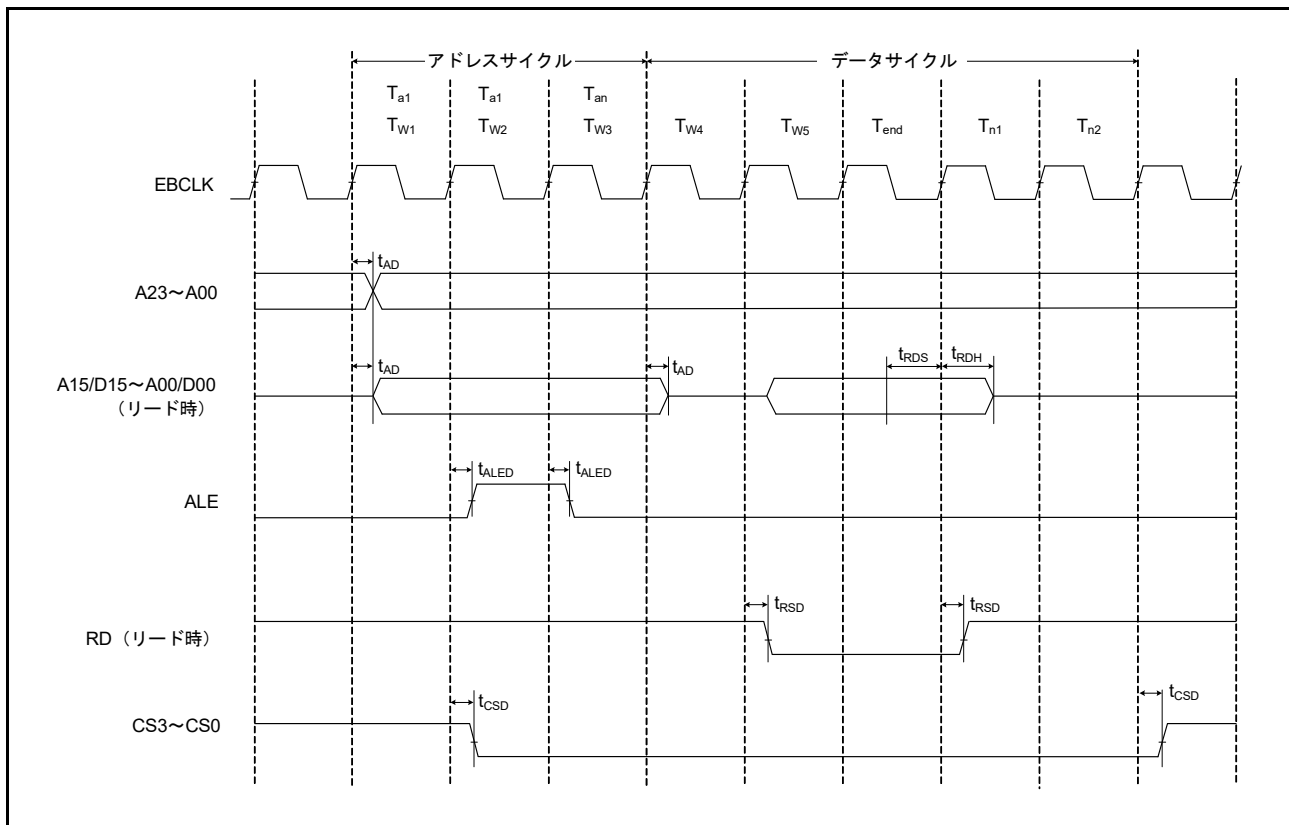 アドレスサイクル データサイクル
Ta1 Ta1 Tan
TW1 TW2 TW3 TW4 TW5 Tend Tn1 Tn2
EBCLK
tAD
A23～A00
tAD tAD tRDS tRDH
A15/D15～A00/D00
（リード時）
tALED tALED
ALE
tRSD tRSD
RD（リード時）
tCSD tCSD
CS3～CS0